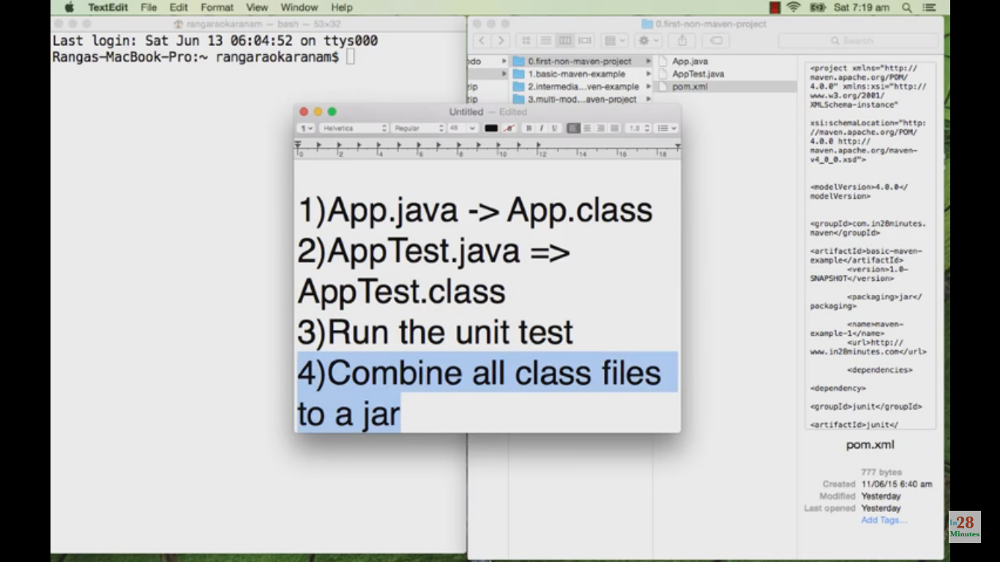 TextEdit File Edit Format View Window Help Sat 7:19 am
rangaraokaranam — bash — 53×32
Last login: Sat Jun 13 06:04:52 on ttys000
Rangas-MacBook-Pro:~ rangaraokaranam$
0.first-non-maven-project
Search
odo
zip
zip
0.first-non-maven-project
1.basic-maven-example
2.intermedia...ven-example
3.multi-mod...aven-project
App.java
AppTest.java
pom.xml
Untitled — Edited
Helvetica Regular 48 B I U 1.0
0 2 4 6 8 10 12 14 16 18
1)App.java -> App.class
2)AppTest.java =>
AppTest.class
3)Run the unit test
4)Combine all class files
to a jar
<project xmlns="http://
maven.apache.org/POM/
4.0.0" xmlns:xsi="http://
www.w3.org/2001/
XMLSchema-instance"
xsi:schemaLocation="http:
//maven.apache.org/POM/
4.0.0 http://
maven.apache.org/maven-
v4_0_0.xsd">
<modelVersion>4.0.0</
modelVersion>
<groupId>com.in28minutes.
maven</groupId>
<artifactId>basic-maven-
example</artifactId>
<version>1.0-
SNAPSHOT</version>
<packaging>jar</
packaging>
<name>maven-
example-1</name>
<url>http://
www.in28minutes.com</url>
<dependencies>
<dependency>
<groupId>junit</groupId>
<artifactId>junit</
pom.xml
777 bytes
Created 11/06/15 6:40 am
Modified Yesterday
Last opened Yesterday
Add Tags...
In28
Minutes